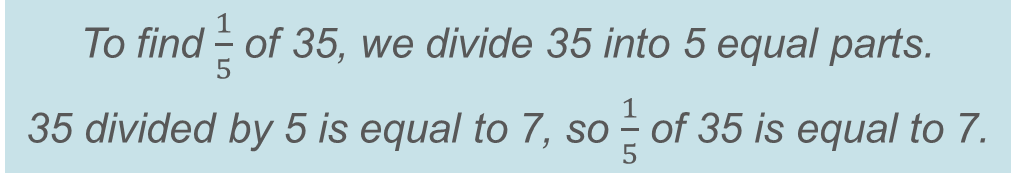 To find 1/5 of 35, we divide 35 into 5 equal parts.
35 divided by 5 is equal to 7, so 1/5 of 35 is equal to 7.